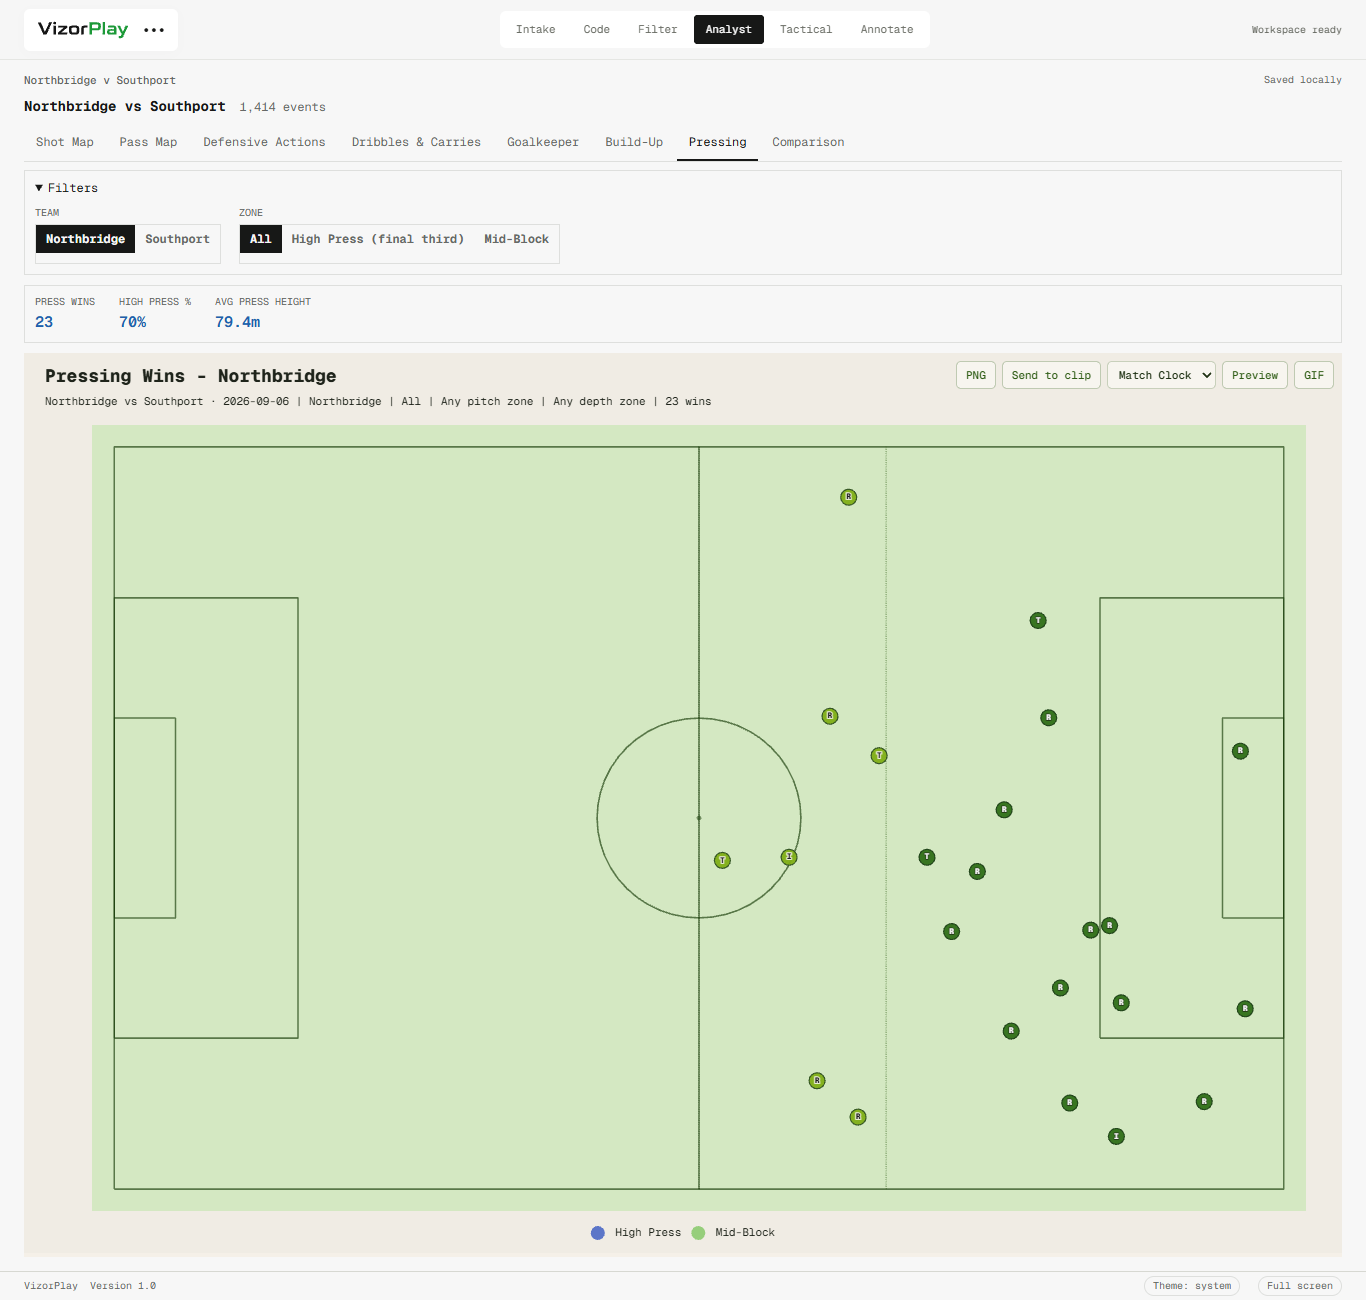 VizorPlay •••
Intake Code Filter Analyst Tactical Annotate
Workspace ready
Northbridge v Southport
Saved locally
Northbridge vs Southport 1,414 events
Shot Map Pass Map Defensive Actions Dribbles & Carries Goalkeeper Build-Up Pressing Comparison
▼ Filters
TEAM ZONE
Northbridge Southport All High Press (final third) Mid-Block
PRESS WINS HIGH PRESS % AVG PRESS HEIGHT
23 70% 79.4m
Pressing Wins - Northbridge
PNG Send to clip Match Clock Preview GIF
Northbridge vs Southport · 2026-09-06 | Northbridge | All | Any pitch zone | Any depth zone | 23 wins
R
T
R
R
R
T
R
T
I
T
R
R
R
R
R
R
R
R
R
R
R
I
R
High Press Mid-Block
VizorPlay Version 1.0
Theme: system Full screen